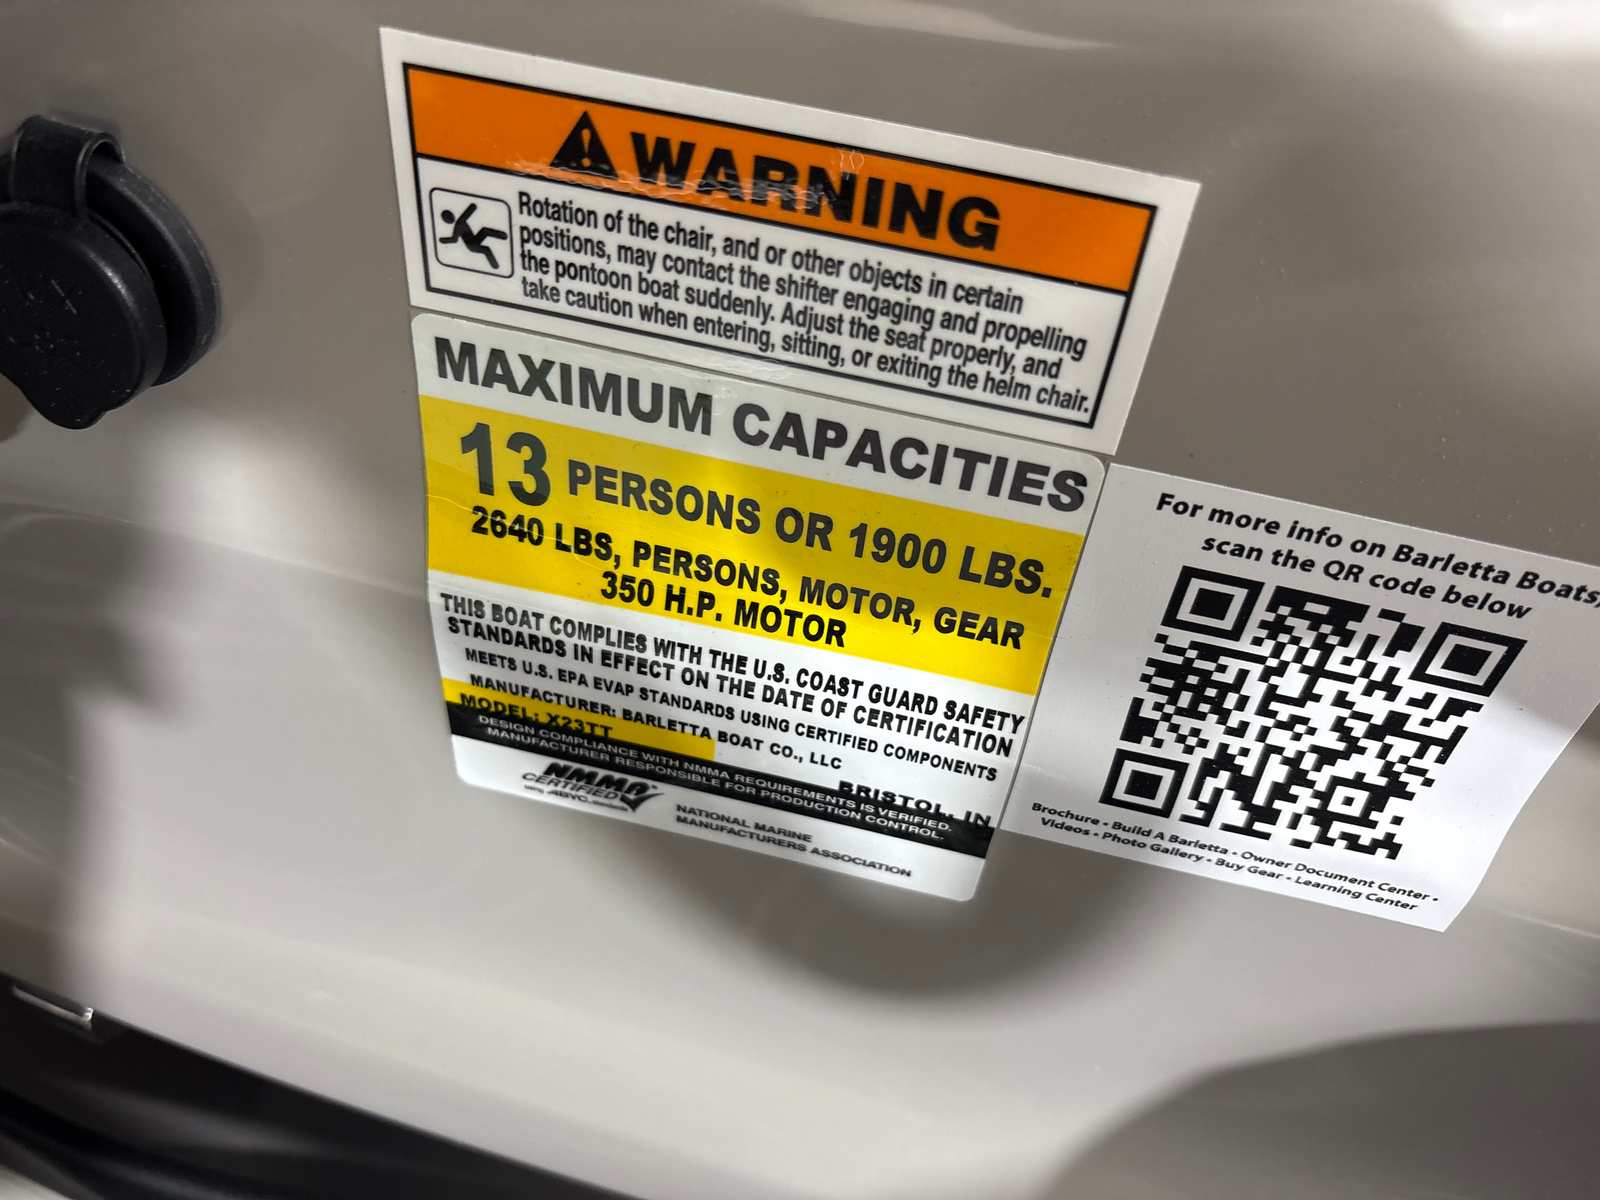 WARNING
Rotation of the chair, and or other objects in certain
positions, may contact the shifter engaging and propelling
the pontoon boat suddenly. Adjust the seat properly, and
take caution when entering, sitting, or exiting the helm chair.
MAXIMUM CAPACITIES
13 PERSONS OR 1900 LBS.
2640 LBS, PERSONS, MOTOR, GEAR
350 H.P. MOTOR
THIS BOAT COMPLIES WITH THE U.S. COAST GUARD SAFETY
STANDARDS IN EFFECT ON THE DATE OF CERTIFICATION
MEETS U.S. EPA EVAP STANDARDS USING CERTIFIED COMPONENTS
MANUFACTURER: BARLETTA BOAT CO., LLC
MODEL: X23TT
BRISTOL, IN
DESIGN COMPLIANCE WITH NMMA REQUIREMENTS IS VERIFIED.
MANUFACTURER RESPONSIBLE FOR PRODUCTION CONTROL.
NMMA
CERTIFIED
NATIONAL MARINE
MANUFACTURERS ASSOCIATION
For more info on Barletta Boats,
scan the QR code below
Brochure • Build A Barletta • Owner Document Center •
Videos • Photo Gallery • Buy Gear • Learning Center